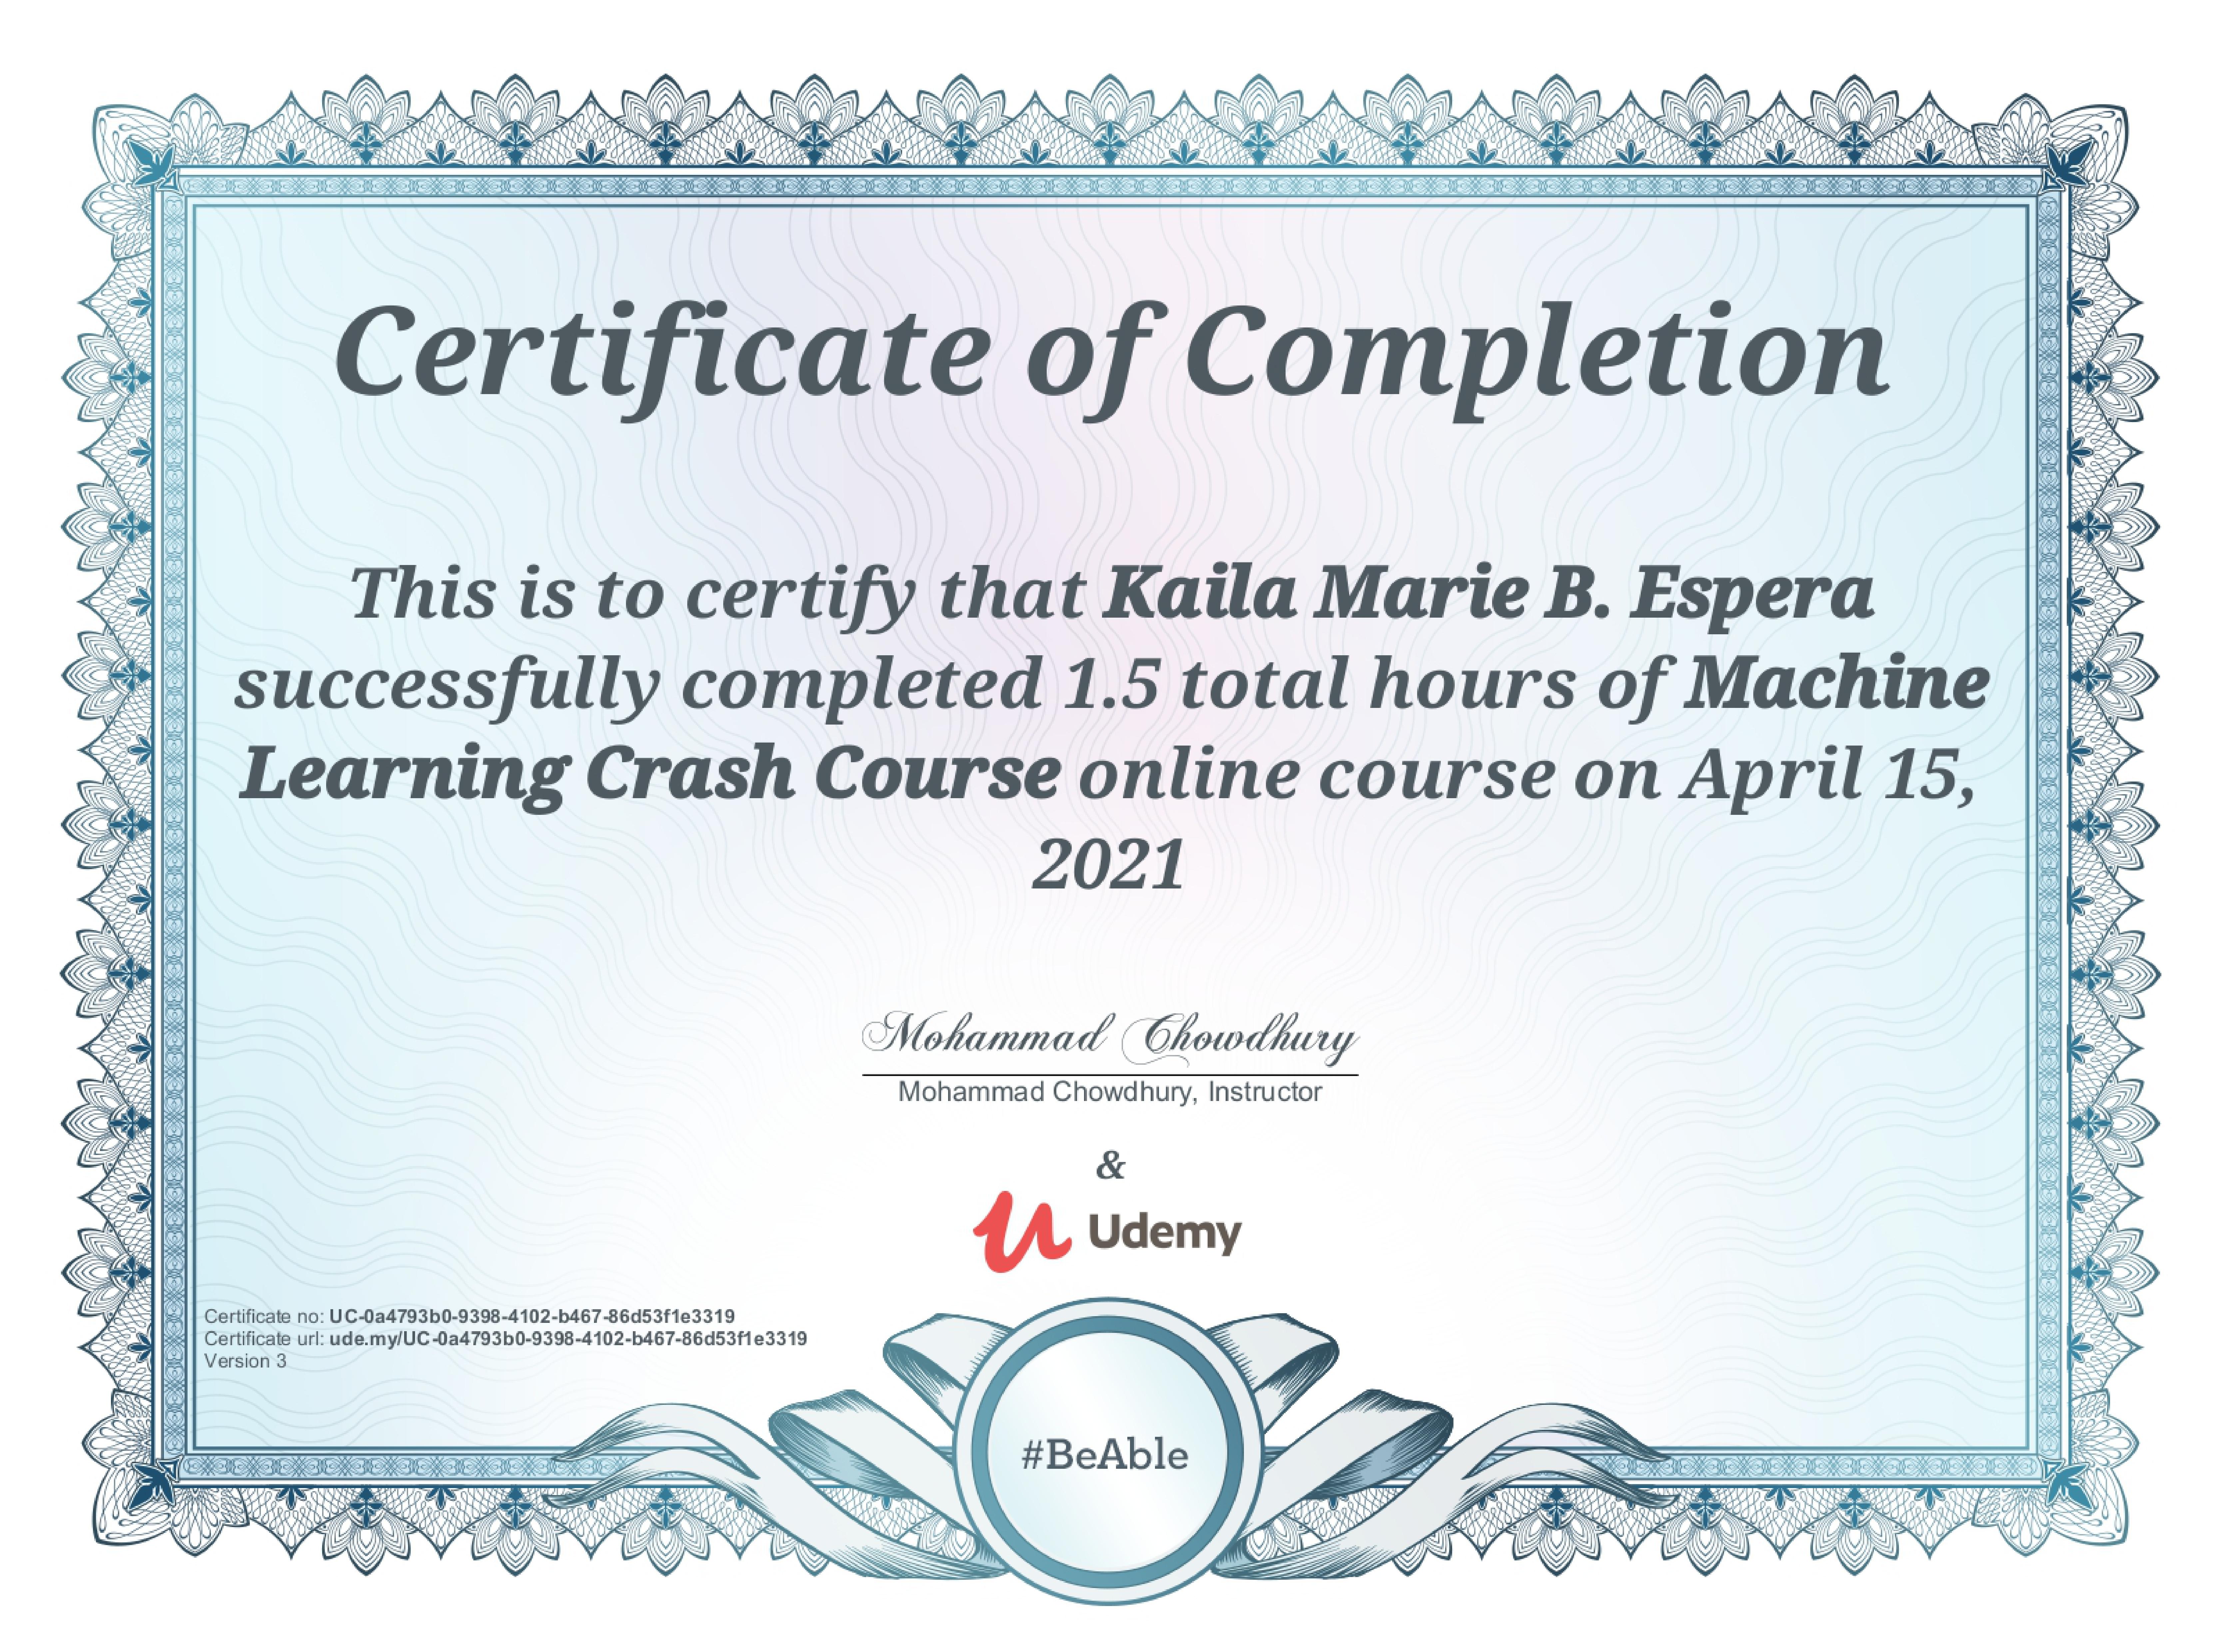 Certificate of Completion
This is to certify that Kaila Marie B. Espera
successfully completed 1.5 total hours of Machine
Learning Crash Course online course on April 15,
2021
Mohammad Chowdhury
Mohammad Chowdhury, Instructor
&
Udemy
Certificate no: UC-0a4793b0-9398-4102-b467-86d53f1e3319
Certificate url: ude.my/UC-0a4793b0-9398-4102-b467-86d53f1e3319
Version 3
#BeAble